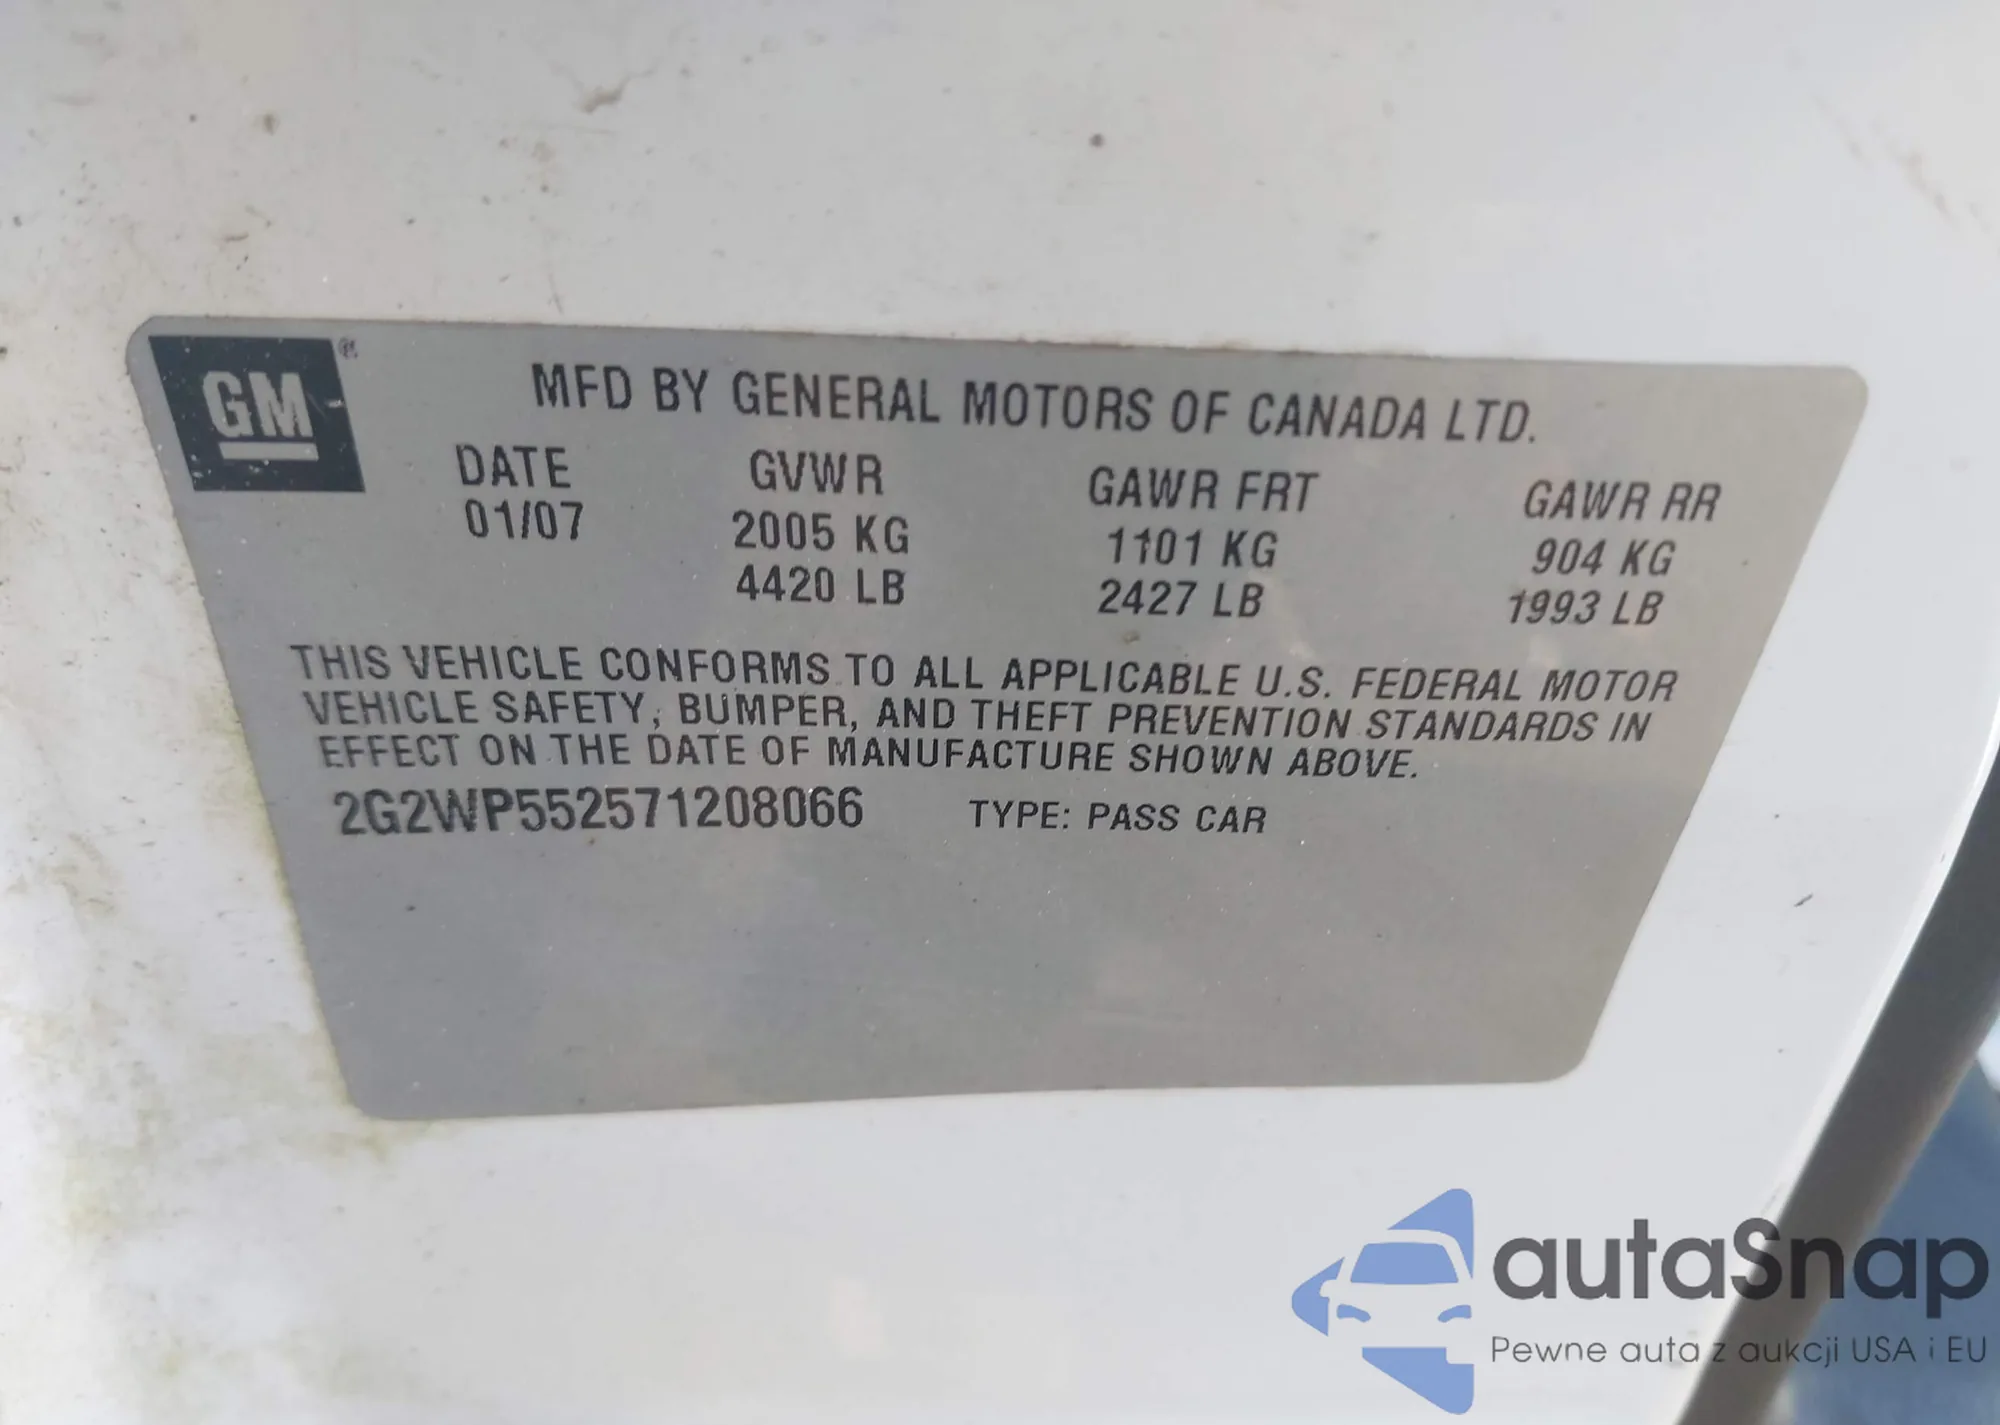 GM ®
MFD BY GENERAL MOTORS OF CANADA LTD.
DATE GVWR GAWR FRT GAWR RR
01/07 2005 KG 1101 KG 904 KG
4420 LB 2427 LB 1993 LB
THIS VEHICLE CONFORMS TO ALL APPLICABLE U.S. FEDERAL MOTOR
VEHICLE SAFETY, BUMPER, AND THEFT PREVENTION STANDARDS IN
EFFECT ON THE DATE OF MANUFACTURE SHOWN ABOVE.
2G2WP552571208066 TYPE: PASS CAR
autaSnap
Pewne auta z aukcji USA i EU